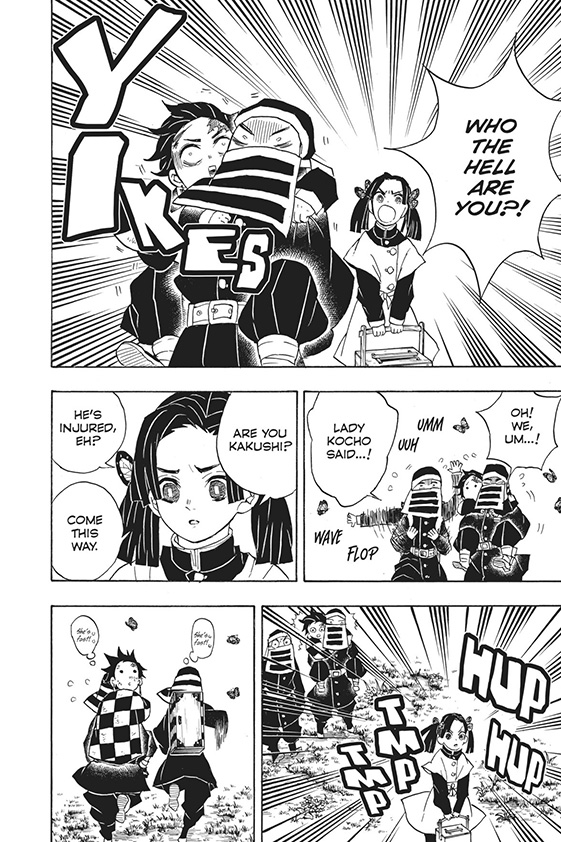 WHO
THE
HELL
ARE
YOU?!
YIKES
OH!
WE,
UM...!
UMM
UUH
LADY
KOCHO
SAID...!
WAVE
FLOP
ARE YOU
KAKUSHI?
HE'S
INJURED,
EH?
COME
THIS
WAY.
HUP
HUP
TMP
TMP
She's
fast!!
She's
fast!!